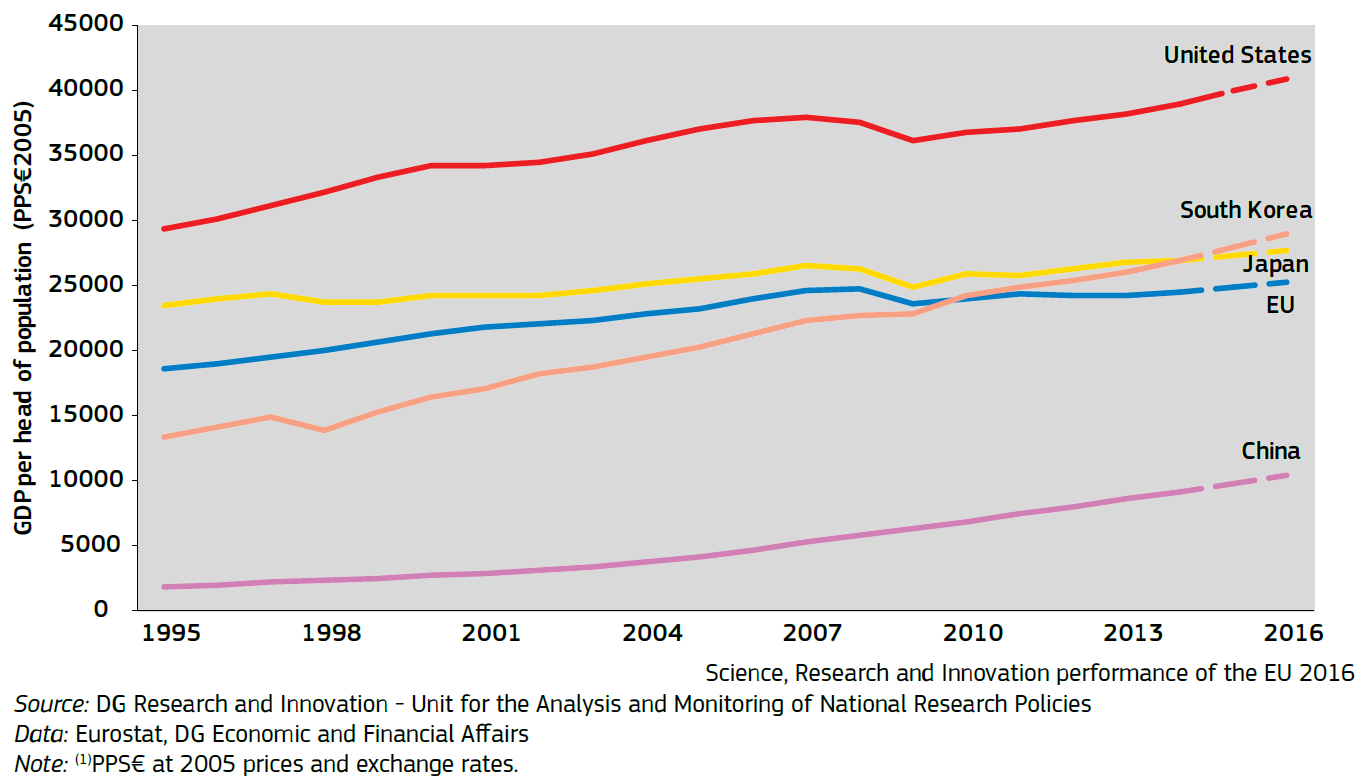 45000
40000
35000
30000
25000
20000
15000
10000
5000
0
GDP per head of population (PPS€2005)
United States
South Korea
Japan
EU
China
1995 1998 2001 2004 2007 2010 2013 2016
Science, Research and Innovation performance of the EU 2016
Source: DG Research and Innovation - Unit for the Analysis and Monitoring of National Research Policies
Data: Eurostat, DG Economic and Financial Affairs
Note: (1)PPS€ at 2005 prices and exchange rates.